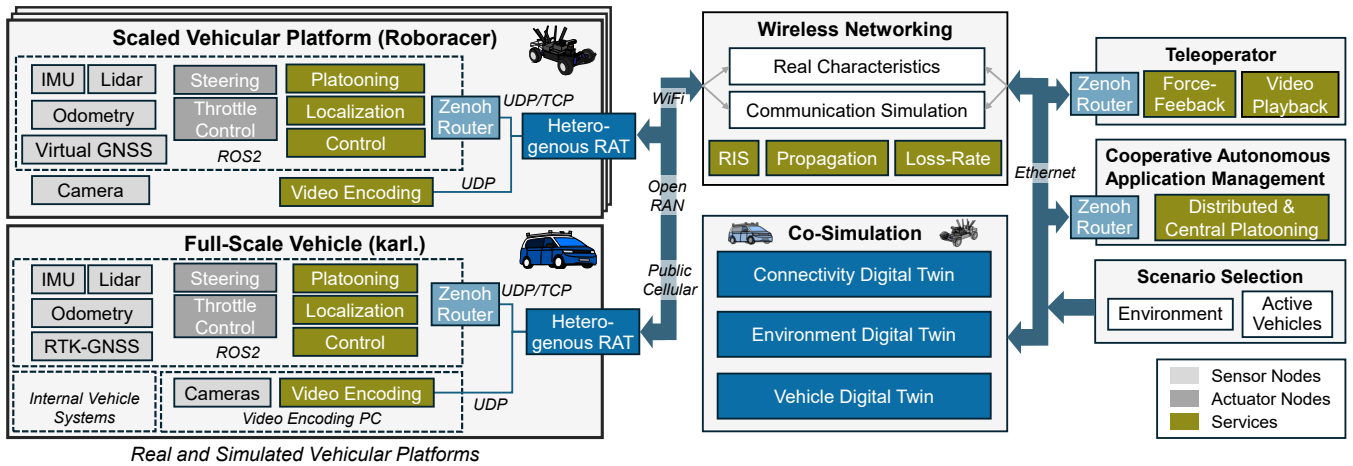 Scaled Vehicular Platform (Roboracer)
IMU
Lidar
Odometry
Virtual GNSS
Camera
Steering
Throttle
Control
ROS2
Platooning
Localization
Control
Video Encoding
Zenoh
Router
UDP/TCP
UDP
Hetero-
genous RAT
Full-Scale Vehicle (karl.)
IMU
Lidar
Odometry
RTK-GNSS
Steering
Throttle
Control
ROS2
Platooning
Localization
Control
Zenoh
Router
UDP/TCP
Hetero-
genous RAT
Internal Vehicle
Systems
Cameras
Video Encoding
Video Encoding PC
UDP
Real and Simulated Vehicular Platforms
WiFi
Open
RAN
Public
Cellular
Wireless Networking
Real Characteristics
Communication Simulation
RIS
Propagation
Loss-Rate
Co-Simulation
Connectivity Digital Twin
Environment Digital Twin
Vehicle Digital Twin
Ethernet
Teleoperator
Zenoh
Router
Force-
Feeback
Video
Playback
Cooperative Autonomous
Application Management
Zenoh
Router
Distributed &
Central Platooning
Scenario Selection
Environment
Active
Vehicles
Sensor Nodes
Actuator Nodes
Services